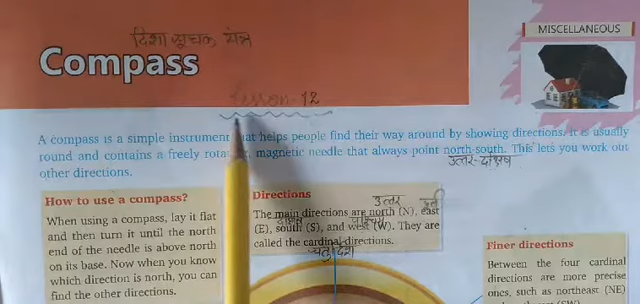 MISCELLANEOUS
दिशा सूचक यंत्र
Compass
Lesson-12
A compass is a simple instrument that helps people find their way around by showing directions. It is usually
round and contains a freely magnetic needle that always point north-south. This lets you work out
उत्तर-दक्षिण
other directions.
How to use a compass?
When using a compass, lay it flat
and then turn it until the north
end of the needle is above north
on its base. Now when you know
which direction is north, you can
find the other directions.
Directions
उत्तर
The main directions are north (N), east
दक्षिण पश्चिम
(E), south (S), and west (W). They are
called the cardinal directions.
Finer directions
Between the four cardinal
directions are more precise
ones, such as northeast (NE)